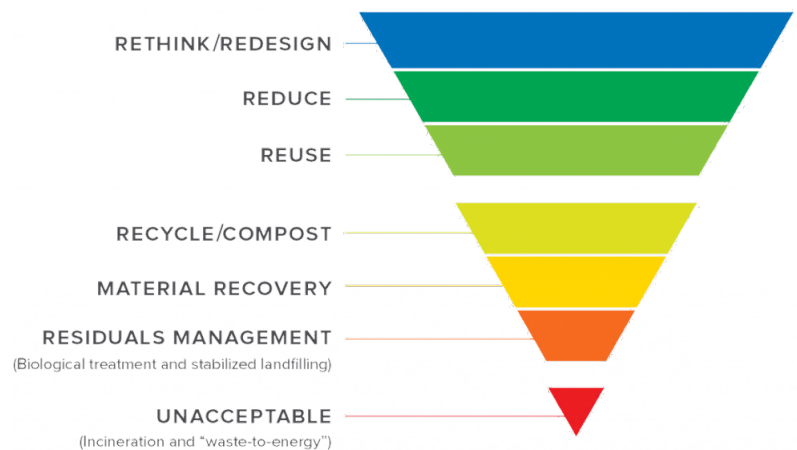 RETHINK/REDESIGN
REDUCE
REUSE
RECYCLE/COMPOST
MATERIAL RECOVERY
RESIDUALS MANAGEMENT
(Biological treatment and stabilized landfilling)
UNACCEPTABLE
(Incineration and “waste-to-energy”)